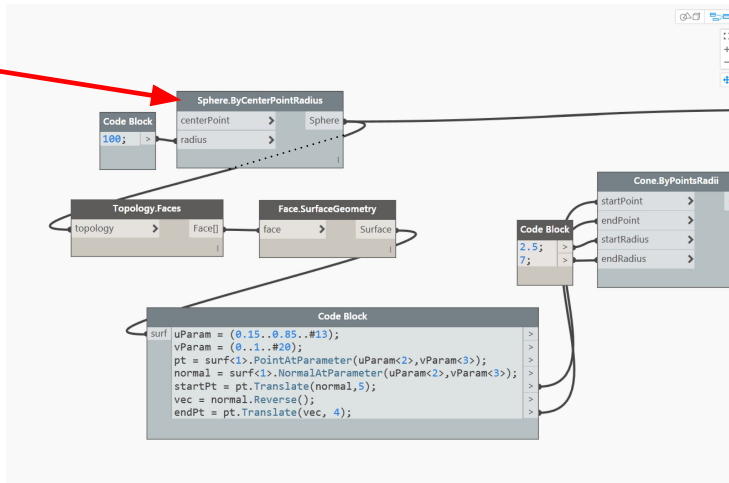 Sphere.ByCenterPointRadius
centerPoint > Sphere
radius >
l
Code Block
100; >
Topology.Faces
topology > Face[]
l
Face.SurfaceGeometry
face > Surface
l
Cone.ByPointsRadii
startPoint >
endPoint >
startRadius >
endRadius >
Code Block
2.5; >
7; >
Code Block
surf uParam = (0.15..0.85..#13); >
vParam = (0..1..#20); >
pt = surf<1>.PointAtParameter(uParam<2>,vParam<3>); >
normal = surf<1>.NormalAtParameter(uParam<2>,vParam<3>); >
startPt = pt.Translate(normal,5); >
vec = normal.Reverse(); >
endPt = pt.Translate(vec, 4); >